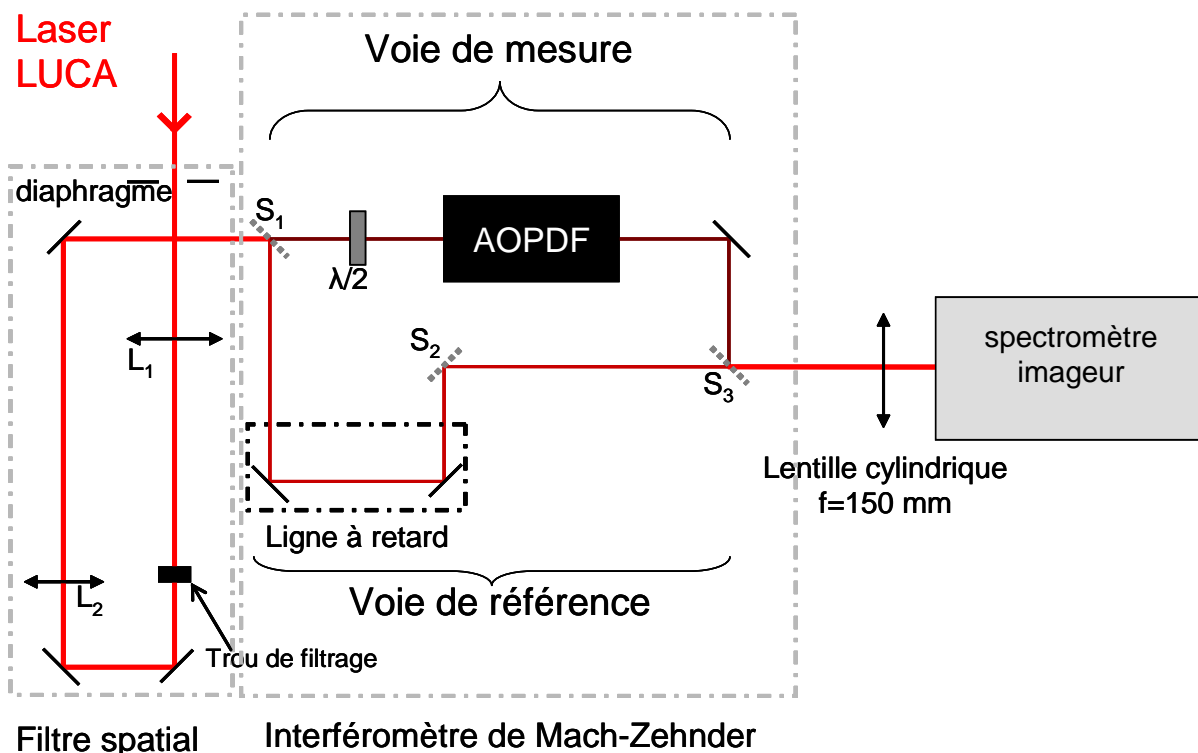 Laser
LUCA
Voie de mesure
diaphragme
S1
λ/2
AOPDF
L1
S2
S3
spectromètre
imageur
Lentille cylindrique
f=150 mm
Ligne à retard
L2
Voie de référence
Trou de filtrage
Filtre spatial
Interféromètre de Mach-Zehnder